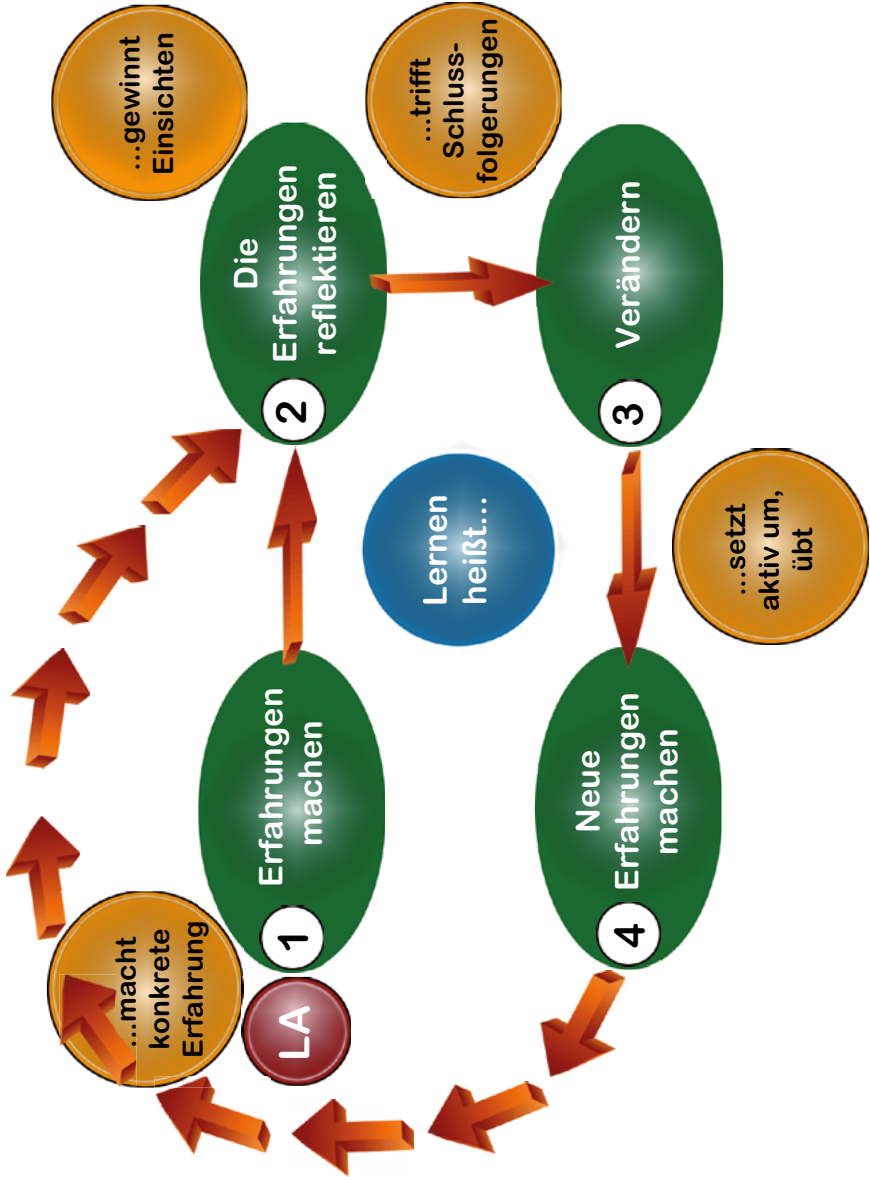 ...macht
konkrete
Erfahrung
LA
1
Erfahrungen
machen
...gewinnt
Einsichten
2
Die
Erfahrungen
reflektieren
...trifft
Schluss-
folgerungen
Lernen
heißt...
3
Verändern
...setzt
aktiv um,
übt
4
Neue
Erfahrungen
machen